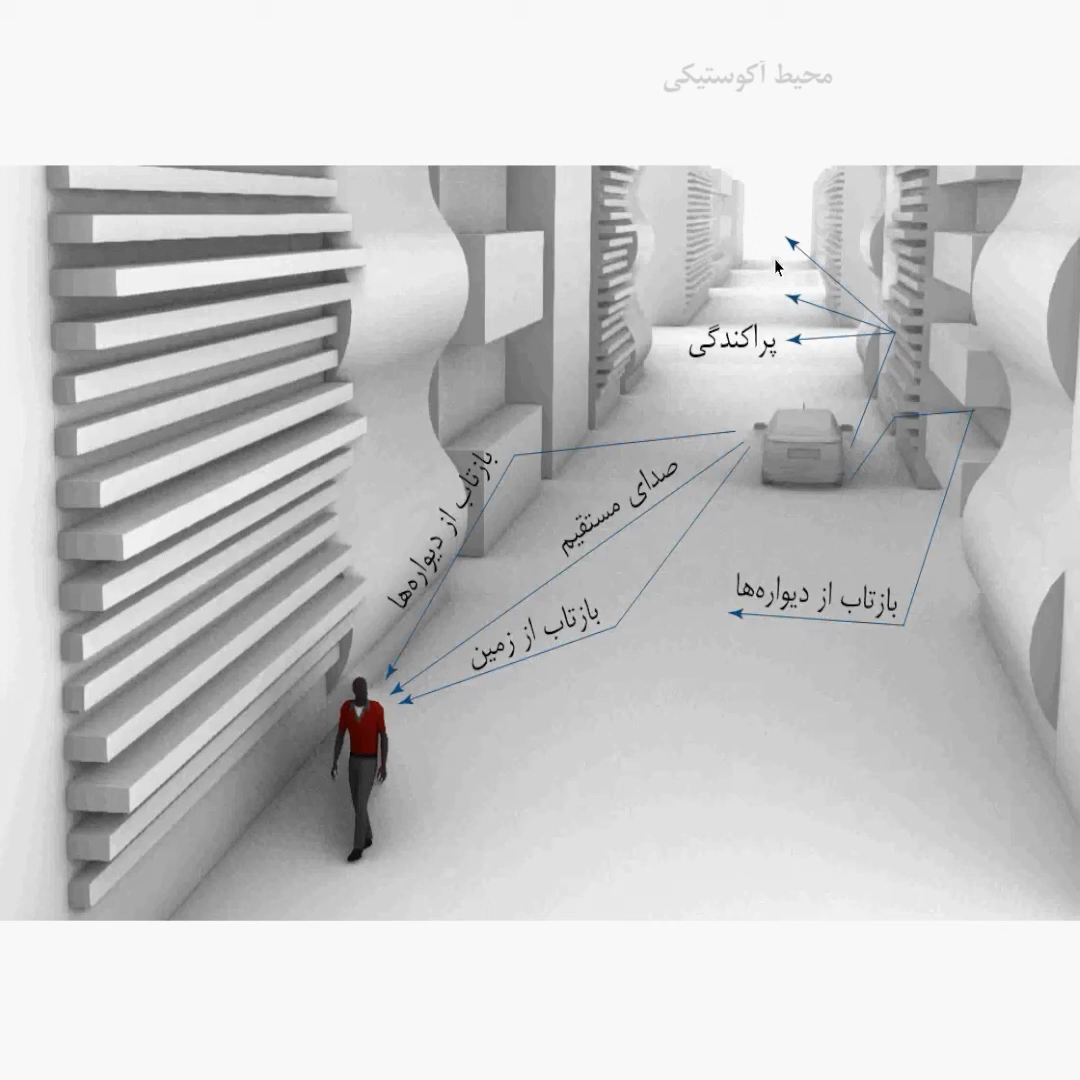 محیط آکوستیکی
پراکندگی
بازتاب از دیواره‌ها
صدای مستقیم
بازتاب از زمین
بازتاب از دیواره‌ها